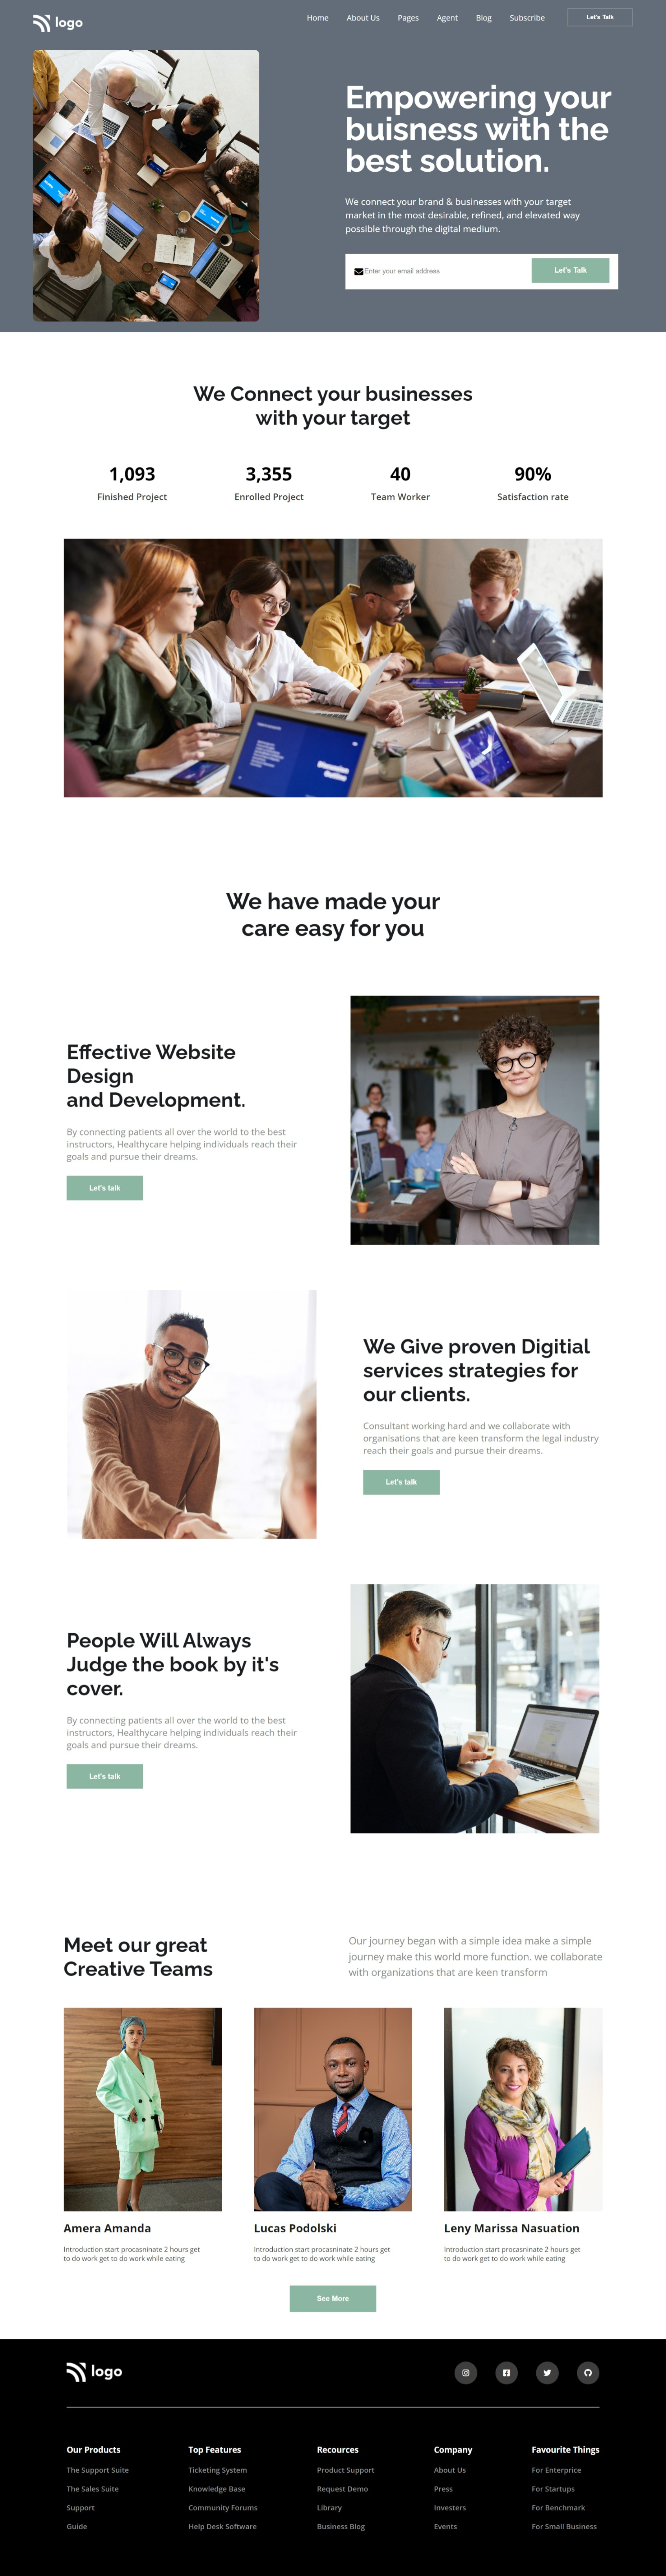 logo
Home About Us Pages Agent Blog Subscribe Let's Talk
Empowering your
buisness with the
best solution.
We connect your brand & businesses with your target
market in the most desirable, refined, and elevated way
possible through the digital medium.
Enter your email address Let's Talk
We Connect your businesses
with your target
1,093 3,355 40 90%
Finished Project Enrolled Project Team Worker Satisfaction rate
We have made your
care easy for you
Effective Website
Design
and Development.
By connecting patients all over the world to the best
instructors, Healthycare helping individuals reach their
goals and pursue their dreams.
Let's talk
We Give proven Digitial
services strategies for
our clients.
Consultant working hard and we collaborate with
organisations that are keen transform the legal industry
reach their goals and pursue their dreams.
Let's talk
People Will Always
Judge the book by it's
cover.
By connecting patients all over the world to the best
instructors, Healthycare helping individuals reach their
goals and pursue their dreams.
Let's talk
Meet our great
Creative Teams
Our journey began with a simple idea make a simple
journey make this world more function. we collaborate
with organizations that are keen transform
Amera Amanda
Introduction start procasninate 2 hours get
to do work get to do work while eating
Lucas Podolski
Introduction start procasninate 2 hours get
to do work get to do work while eating
Leny Marissa Nasuation
Introduction start procasninate 2 hours get
to do work get to do work while eating
See More
logo
Our Products
The Support Suite
The Sales Suite
Support
Guide
Top Features
Ticketing System
Knowledge Base
Community Forums
Help Desk Software
Recources
Product Support
Request Demo
Library
Business Blog
Company
About Us
Press
Investers
Events
Favourite Things
For Enterprice
For Startups
For Benchmark
For Small Business